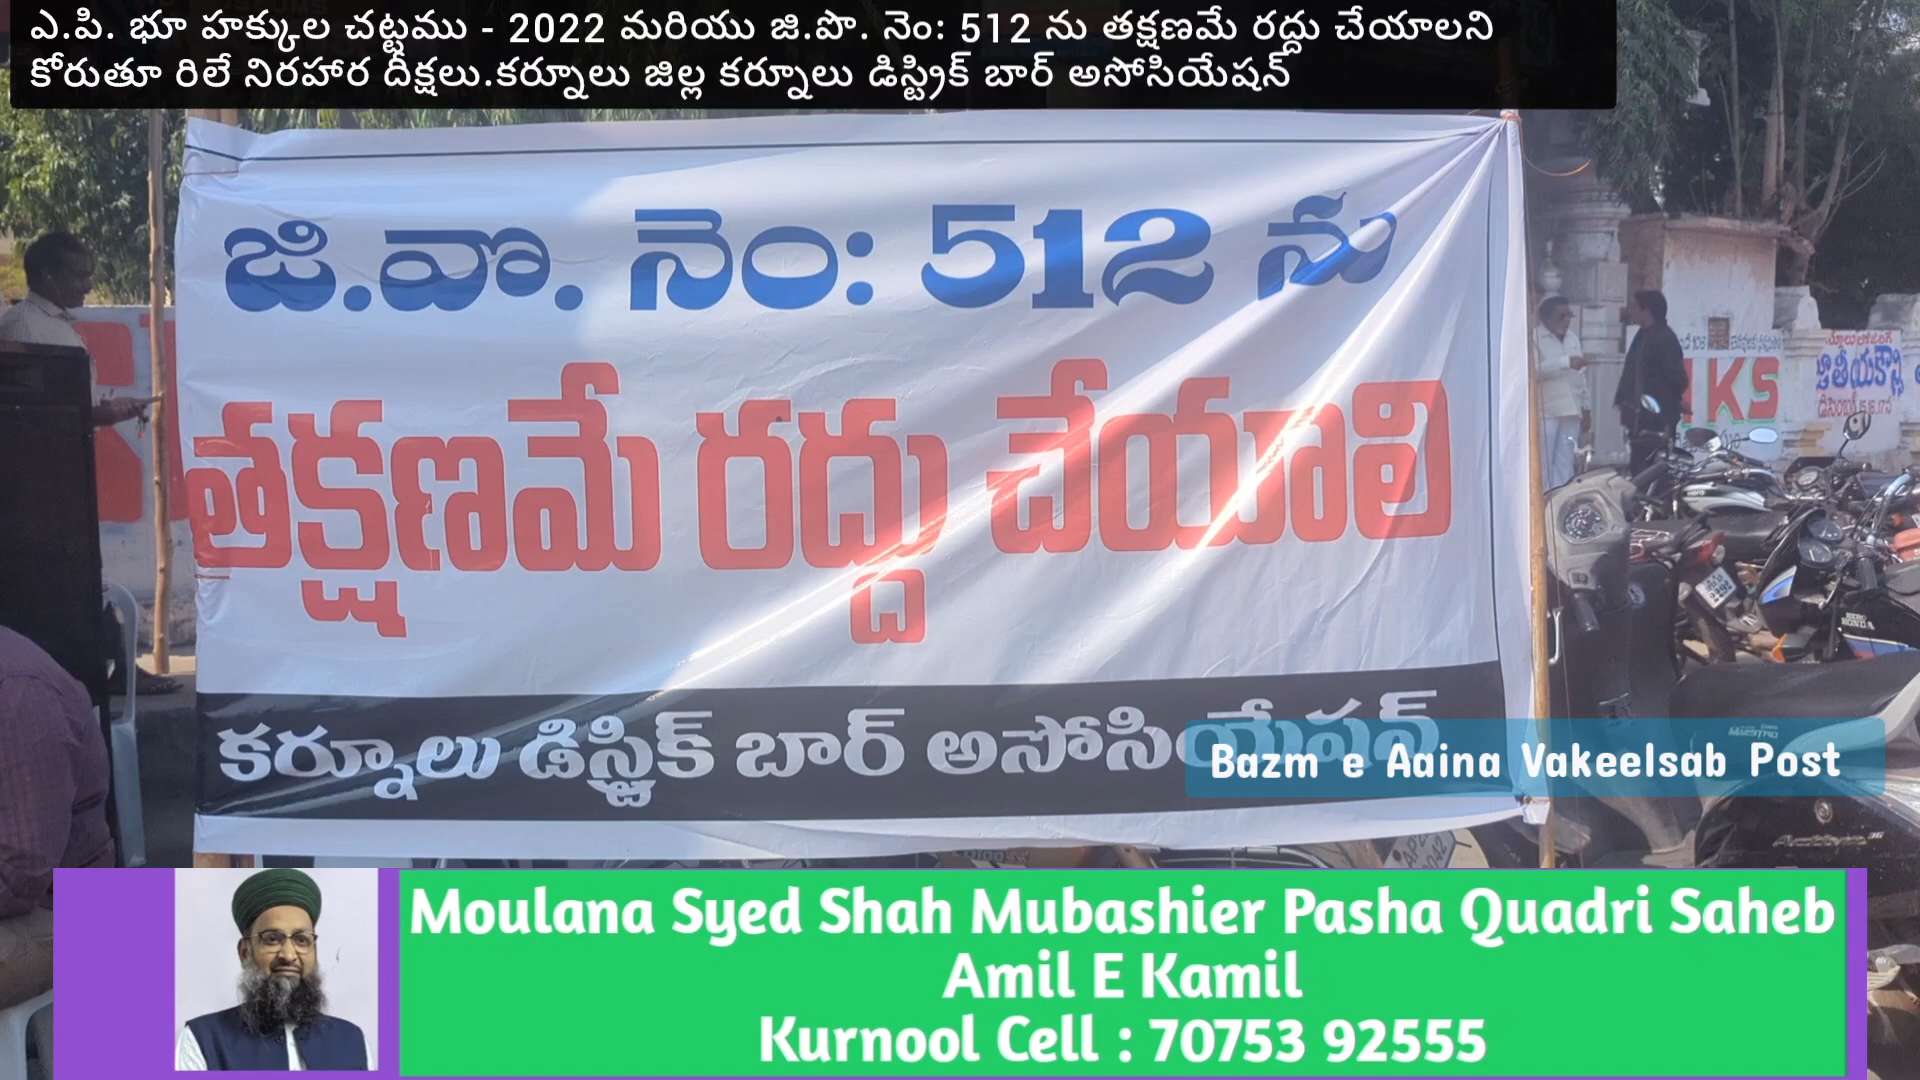 ఎ.పి. భూ హక్కుల చట్టము - 2022 మరియు జి.పొ. నెం: 512 ను తక్షణమే రద్దు చేయాలని
కోరుతూ రిలే నిరహార దీక్షలు.కర్నూలు జిల్ల కర్నూలు డిస్ట్రిక్ బార్ అసోసియేషన్
జి.వొ. నెం: 512 ను
తక్షణమే రద్దు చేయాలి
కర్నూలు డిస్ట్రిక్ బార్ అసోసియేషన్
Bazm e Aaina Vakeelsab Post
KS
జాతీయ
Moulana Syed Shah Mubashier Pasha Quadri Saheb
Amil E Kamil
Kurnool Cell : 70753 92555